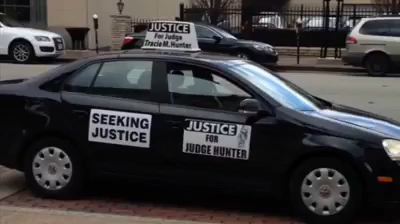 JUSTICE
For Judge
Tracie M. Hunter
SEEKING
JUSTICE
JUSTICE
FOR
JUDGE HUNTER